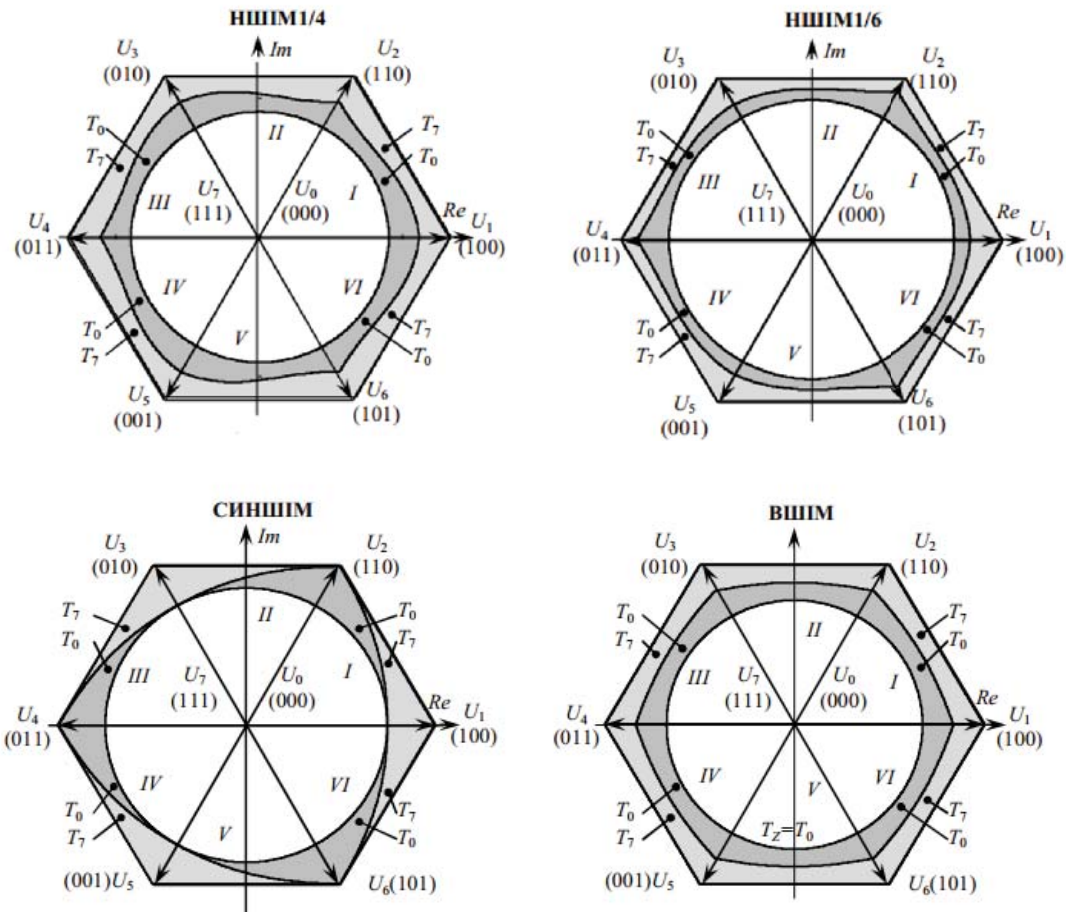 НШІМ1/4
Im
U3
(010)
U2
(110)
T0
T7
T7
T0
II
III
I
U7
(111)
U0
(000)
Re
U4
(011)
U1
(100)
IV
VI
V
T0
T7
T7
T0
U5
(001)
U6
(101)
НШІМ1/6
Im
U3
(010)
U2
(110)
T0
T7
T7
T0
II
III
I
U7
(111)
U0
(000)
Re
U4
(011)
U1
(100)
IV
VI
V
T0
T7
T7
T0
U5
(001)
U6
(101)
СИНШІМ
Im
U3
(010)
U2
(110)
T7
T0
T0
T7
II
III
I
U7
(111)
U0
(000)
Re
U4
(011)
U1
(100)
IV
VI
V
T0
T7
T7
T0
(001)U5
U6(101)
ВШІМ
U3
(010)
U2
(110)
T0
T7
T7
T0
II
III
I
U7
(111)
U0
(000)
Re
U4
(011)
U1
(100)
IV
VI
V
T0
T7
T7
T0
TZ=T0
(001)U5
U6(101)